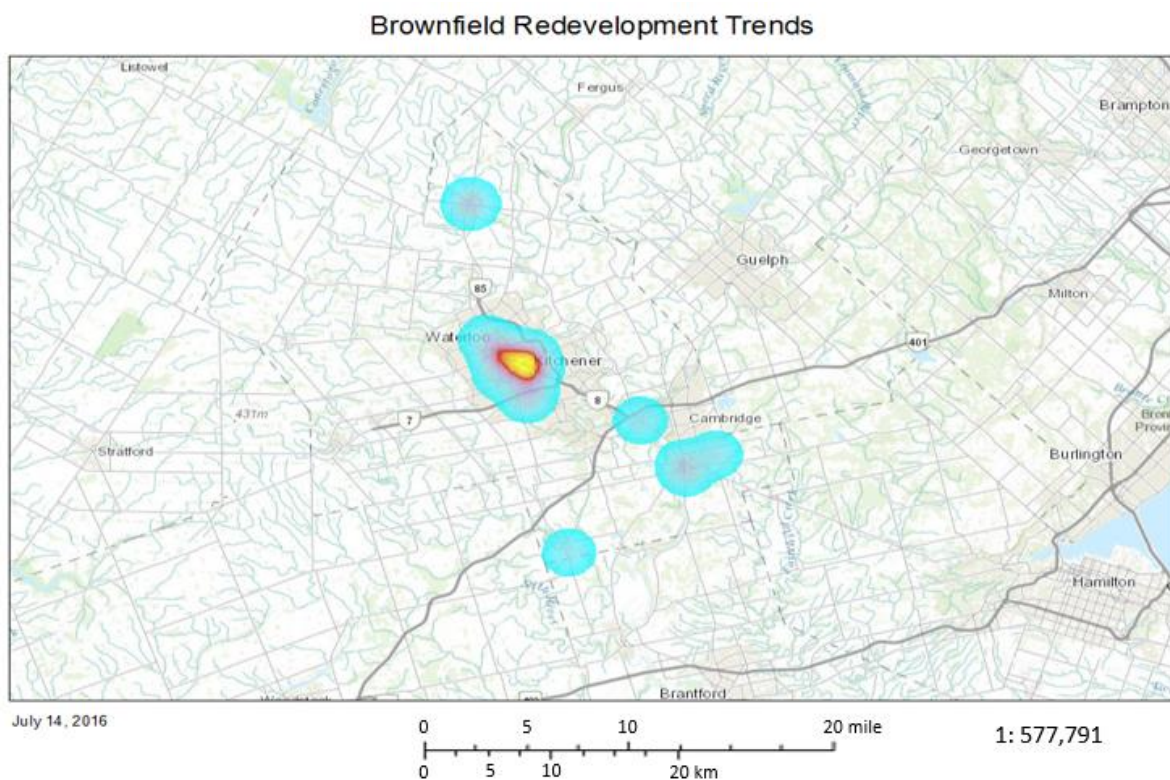 Brownfield Redevelopment Trends
Listowel
Fergus
Brampton
Georgetown
Guelph
85
Milton
Waterloo
401
Kitchener
8
431m
7
Cambridge
Stratford
Burlington
Hamilton
Brantford
July 14, 2016
0 5 10 20 mile
1: 577,791
0 5 10 20 km